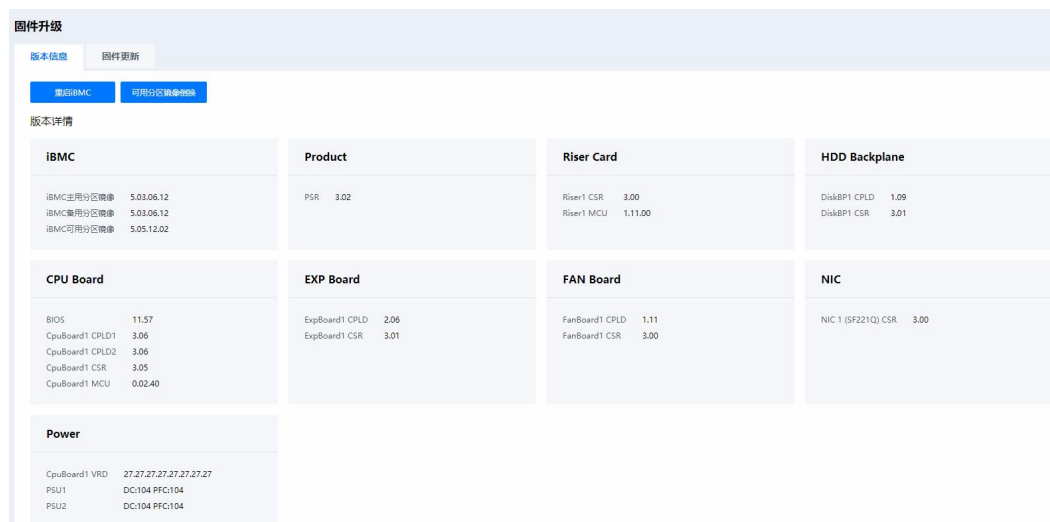 固件升级
版本信息 固件更新
重启iBMC 可用分区镜像倒换
版本详情
iBMC
iBMC主用分区镜像 5.03.06.12
iBMC备用分区镜像 5.03.06.12
iBMC可用分区镜像 5.05.12.02
Product
PSR 3.02
Riser Card
Riser1 CSR 3.00
Riser1 MCU 1.11.00
HDD Backplane
DiskBP1 CPLD 1.09
DiskBP1 CSR 3.01
CPU Board
BIOS 11.57
CpuBoard1 CPLD1 3.06
CpuBoard1 CPLD2 3.06
CpuBoard1 CSR 3.05
CpuBoard1 MCU 0.02.40
EXP Board
ExpBoard1 CPLD 2.06
ExpBoard1 CSR 3.01
FAN Board
FanBoard1 CPLD 1.11
FanBoard1 CSR 3.00
NIC
NIC 1 (SF221Q) CSR 3.00
Power
CpuBoard1 VRD 27.27.27.27.27.27.27.27
PSU1 DC:104 PFC:104
PSU2 DC:104 PFC:104